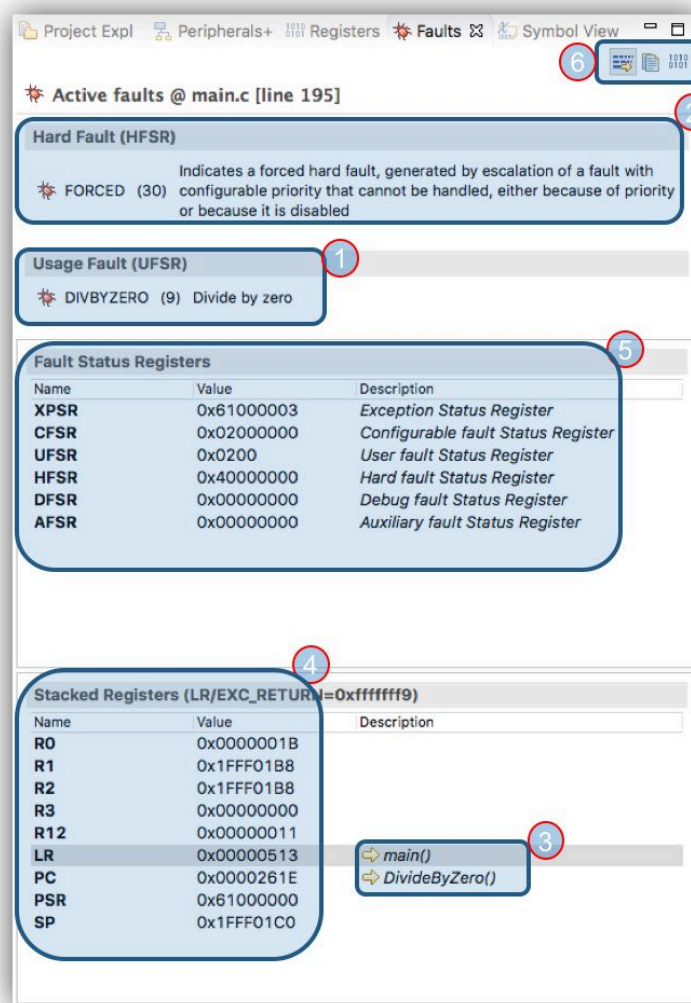 Project Expl Peripherals+ Registers Faults Symbol View
6
Active faults @ main.c [line 195]
2
Hard Fault (HFSR)
Indicates a forced hard fault, generated by escalation of a fault with
FORCED (30) configurable priority that cannot be handled, either because of priority
or because it is disabled
1
Usage Fault (UFSR)
DIVBYZERO (9) Divide by zero
5
Fault Status Registers
Name Value Description
XPSR 0x61000003 Exception Status Register
CFSR 0x02000000 Configurable fault Status Register
UFSR 0x0200 User fault Status Register
HFSR 0x40000000 Hard fault Status Register
DFSR 0x00000000 Debug fault Status Register
AFSR 0x00000000 Auxiliary fault Status Register
4
Stacked Registers (LR/EXC_RETURN=0xfffffff9)
Name Value Description
R0 0x0000001B
R1 0x1FFF01B8
R2 0x1FFF01B8
R3 0x00000000
R12 0x00000011
3
LR 0x00000513 main()
PC 0x0000261E DivideByZero()
PSR 0x61000000
SP 0x1FFF01C0